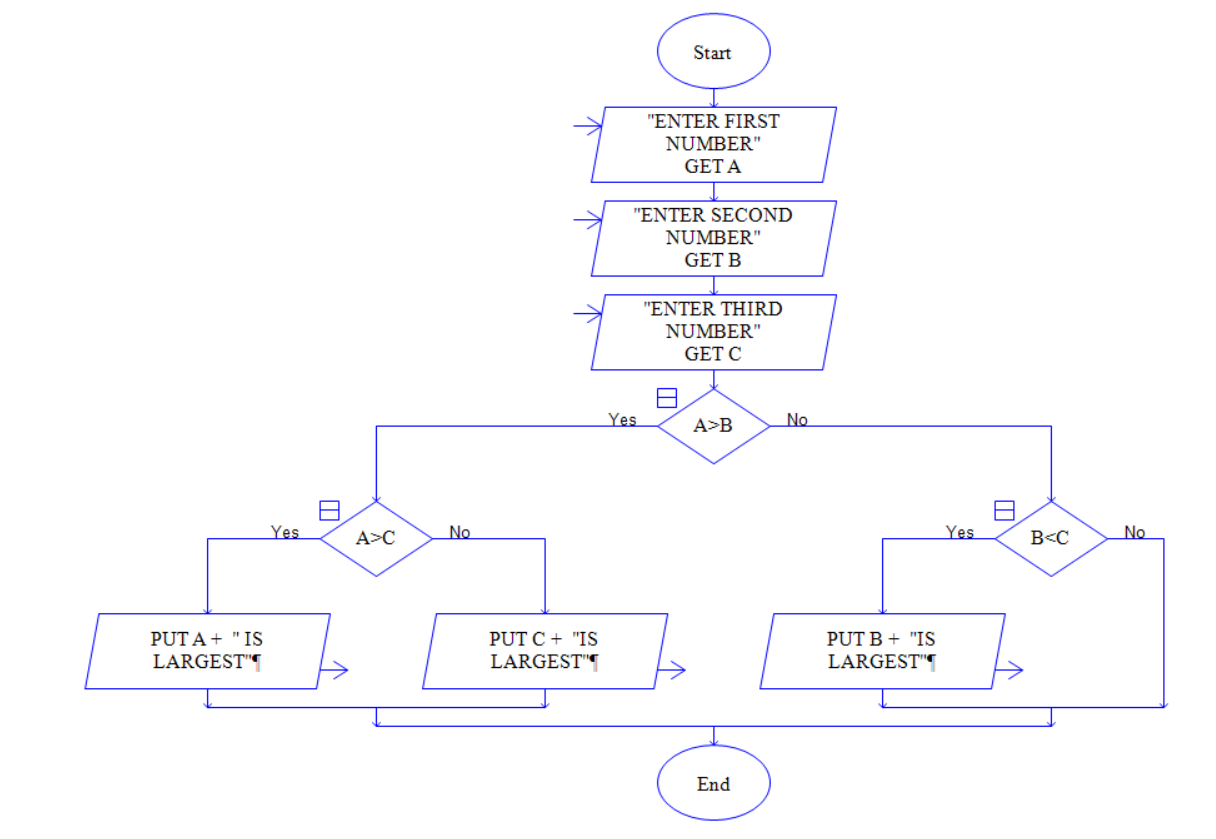 Start
"ENTER FIRST
NUMBER"
GET A
"ENTER SECOND
NUMBER"
GET B
"ENTER THIRD
NUMBER"
GET C
Yes
A>B
No
Yes
A>C
No
Yes
B<C
No
PUT A + " IS
LARGEST"¶
PUT C + "IS
LARGEST"¶
PUT B + "IS
LARGEST"¶
End